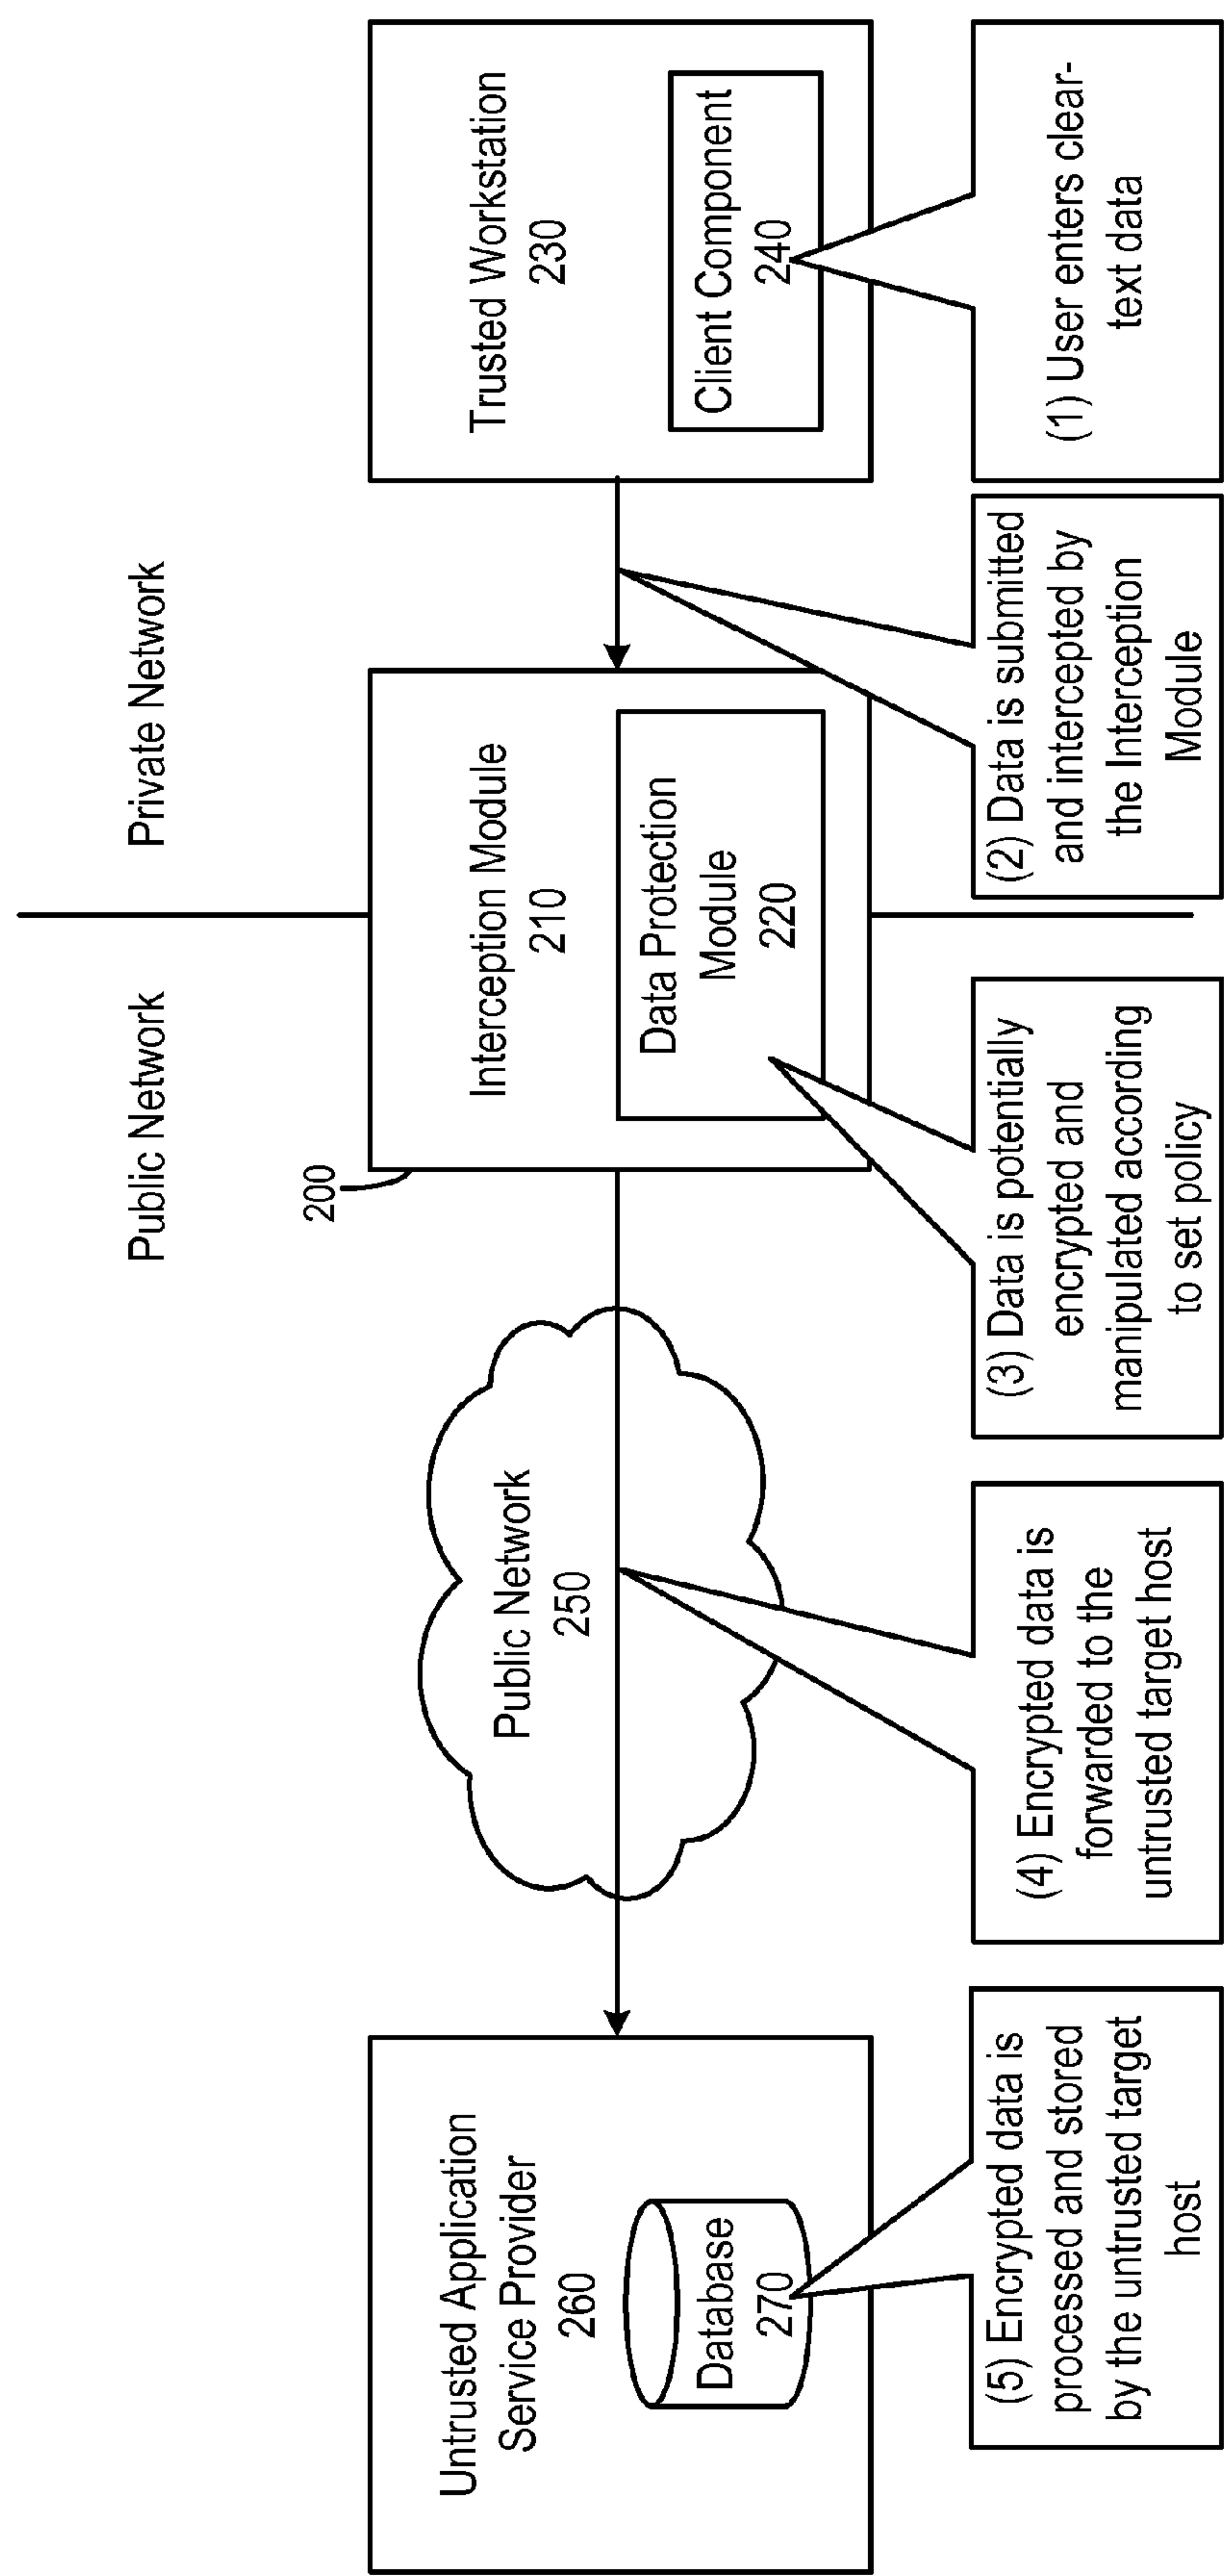 Public Network
Private Network
200
Untrusted Application
Service Provider
260
Database
270
Public Network
250
Interception Module
210
Data Protection
Module
220
Trusted Workstation
230
Client Component
240
(5) Encrypted data is
processed and stored
by the untrusted target
host
(4) Encrypted data is
forwarded to the
untrusted target host
(3) Data is potentially
encrypted and
manipulated according
to set policy
(2) Data is submitted
and intercepted by
the Interception
Module
(1) User enters clear-
text data